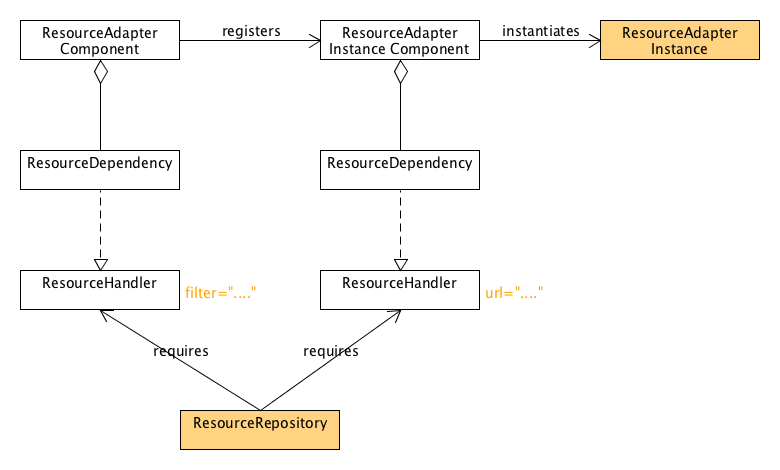 ResourceAdapter
Component
registers
ResourceAdapter
Instance Component
instantiates
ResourceAdapter
Instance
ResourceDependency
ResourceDependency
ResourceHandler
filter="...."
ResourceHandler
url="...."
requires
requires
ResourceRepository